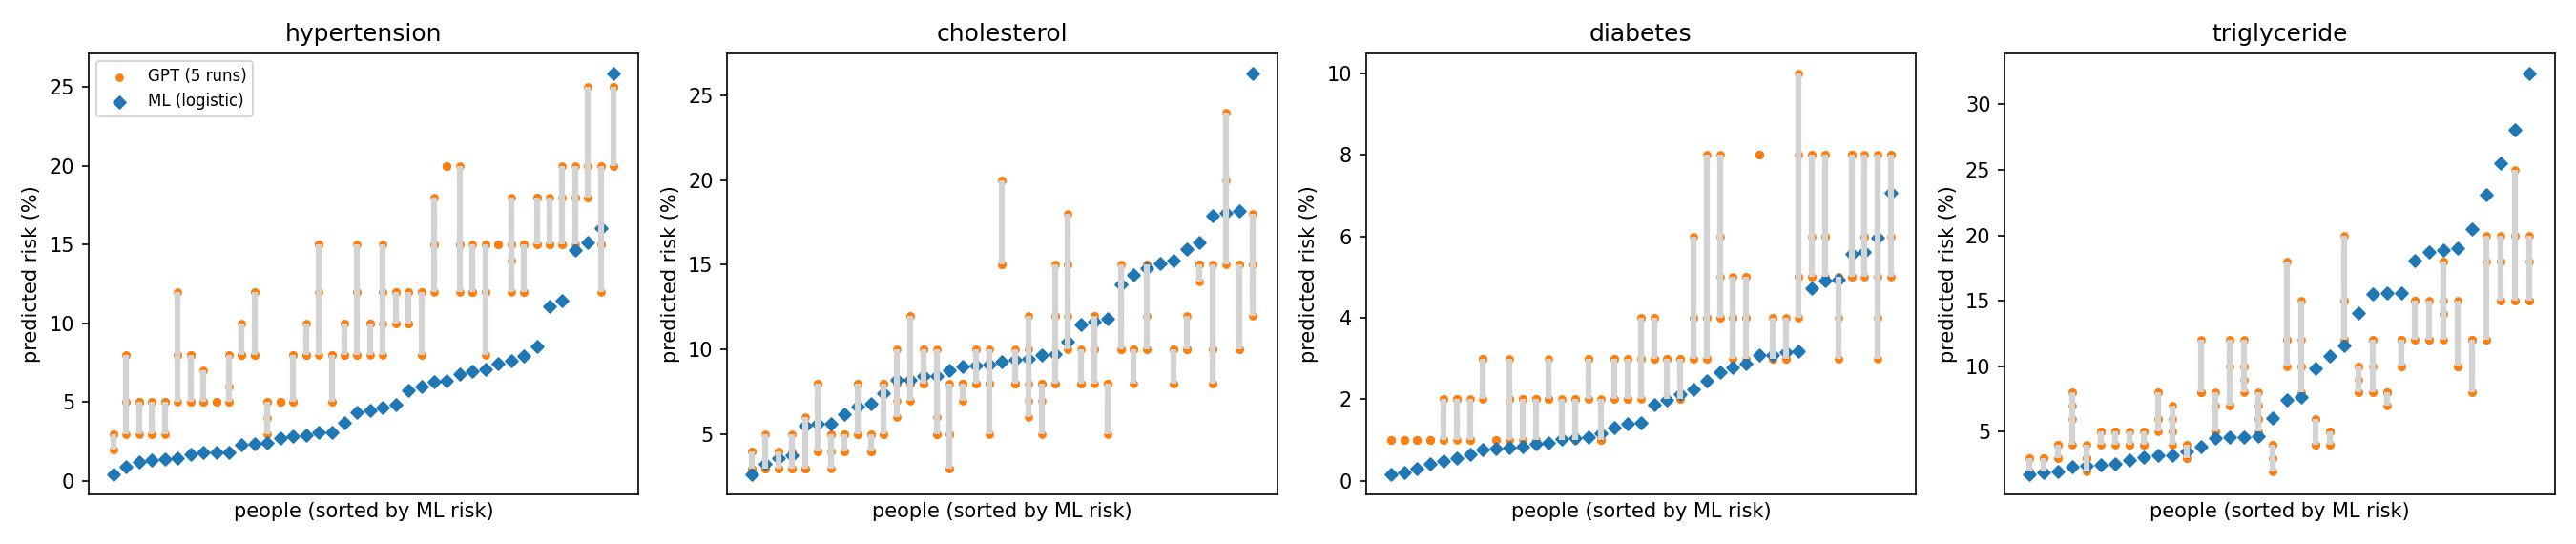 hypertension
predicted risk (%)
25
20
15
10
5
0
GPT (5 runs)
ML (logistic)
people (sorted by ML risk)
cholesterol
predicted risk (%)
25
20
15
10
5
people (sorted by ML risk)
diabetes
predicted risk (%)
10
8
6
4
2
0
people (sorted by ML risk)
triglyceride
predicted risk (%)
30
25
20
15
10
5
people (sorted by ML risk)